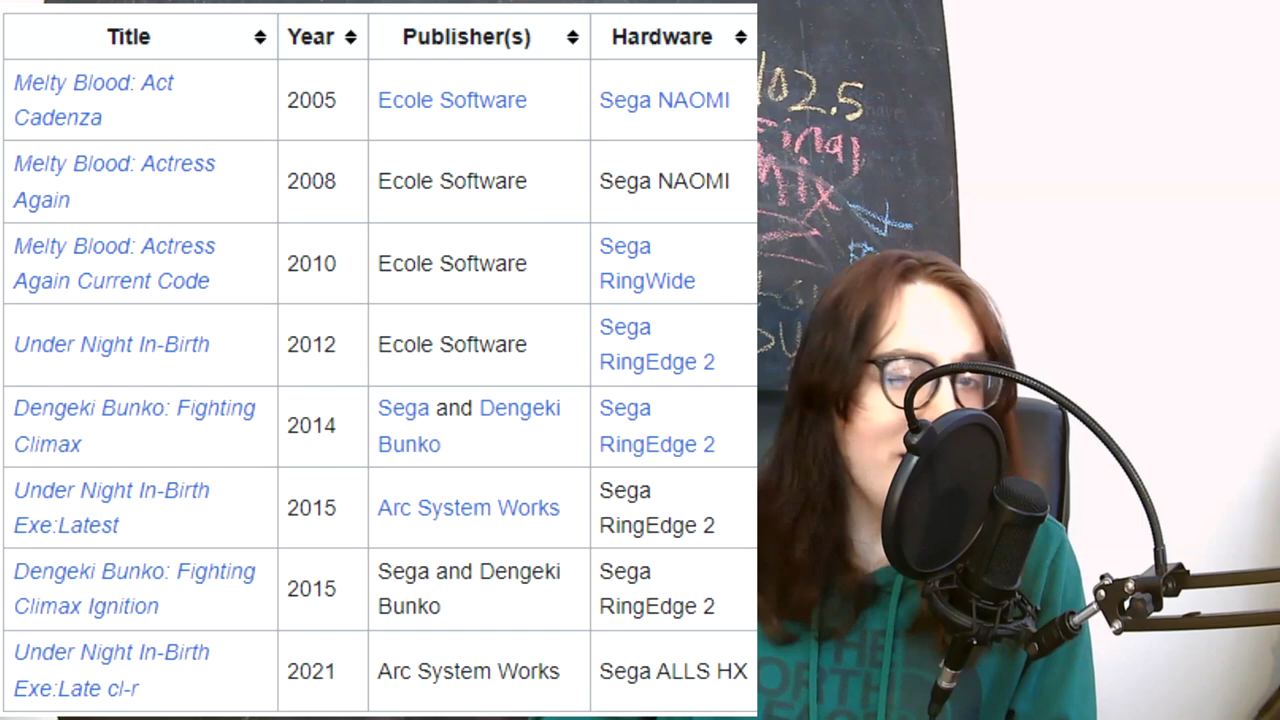 Title Year Publisher(s) Hardware
Melty Blood: Act 2005 Ecole Software Sega NAOMI
Cadenza
Melty Blood: Actress 2008 Ecole Software Sega NAOMI
Again
Melty Blood: Actress 2010 Ecole Software Sega
Again Current Code RingWide
Under Night In-Birth 2012 Ecole Software Sega
RingEdge 2
Dengeki Bunko: Fighting 2014 Sega and Dengeki Sega
Climax Bunko RingEdge 2
Under Night In-Birth 2015 Arc System Works Sega
Exe:Latest RingEdge 2
Dengeki Bunko: Fighting 2015 Sega and Dengeki Sega
Climax Ignition Bunko RingEdge 2
Under Night In-Birth 2021 Arc System Works Sega ALLS HX
Exe:Late cl-r
102.5
Final
Mix
THE